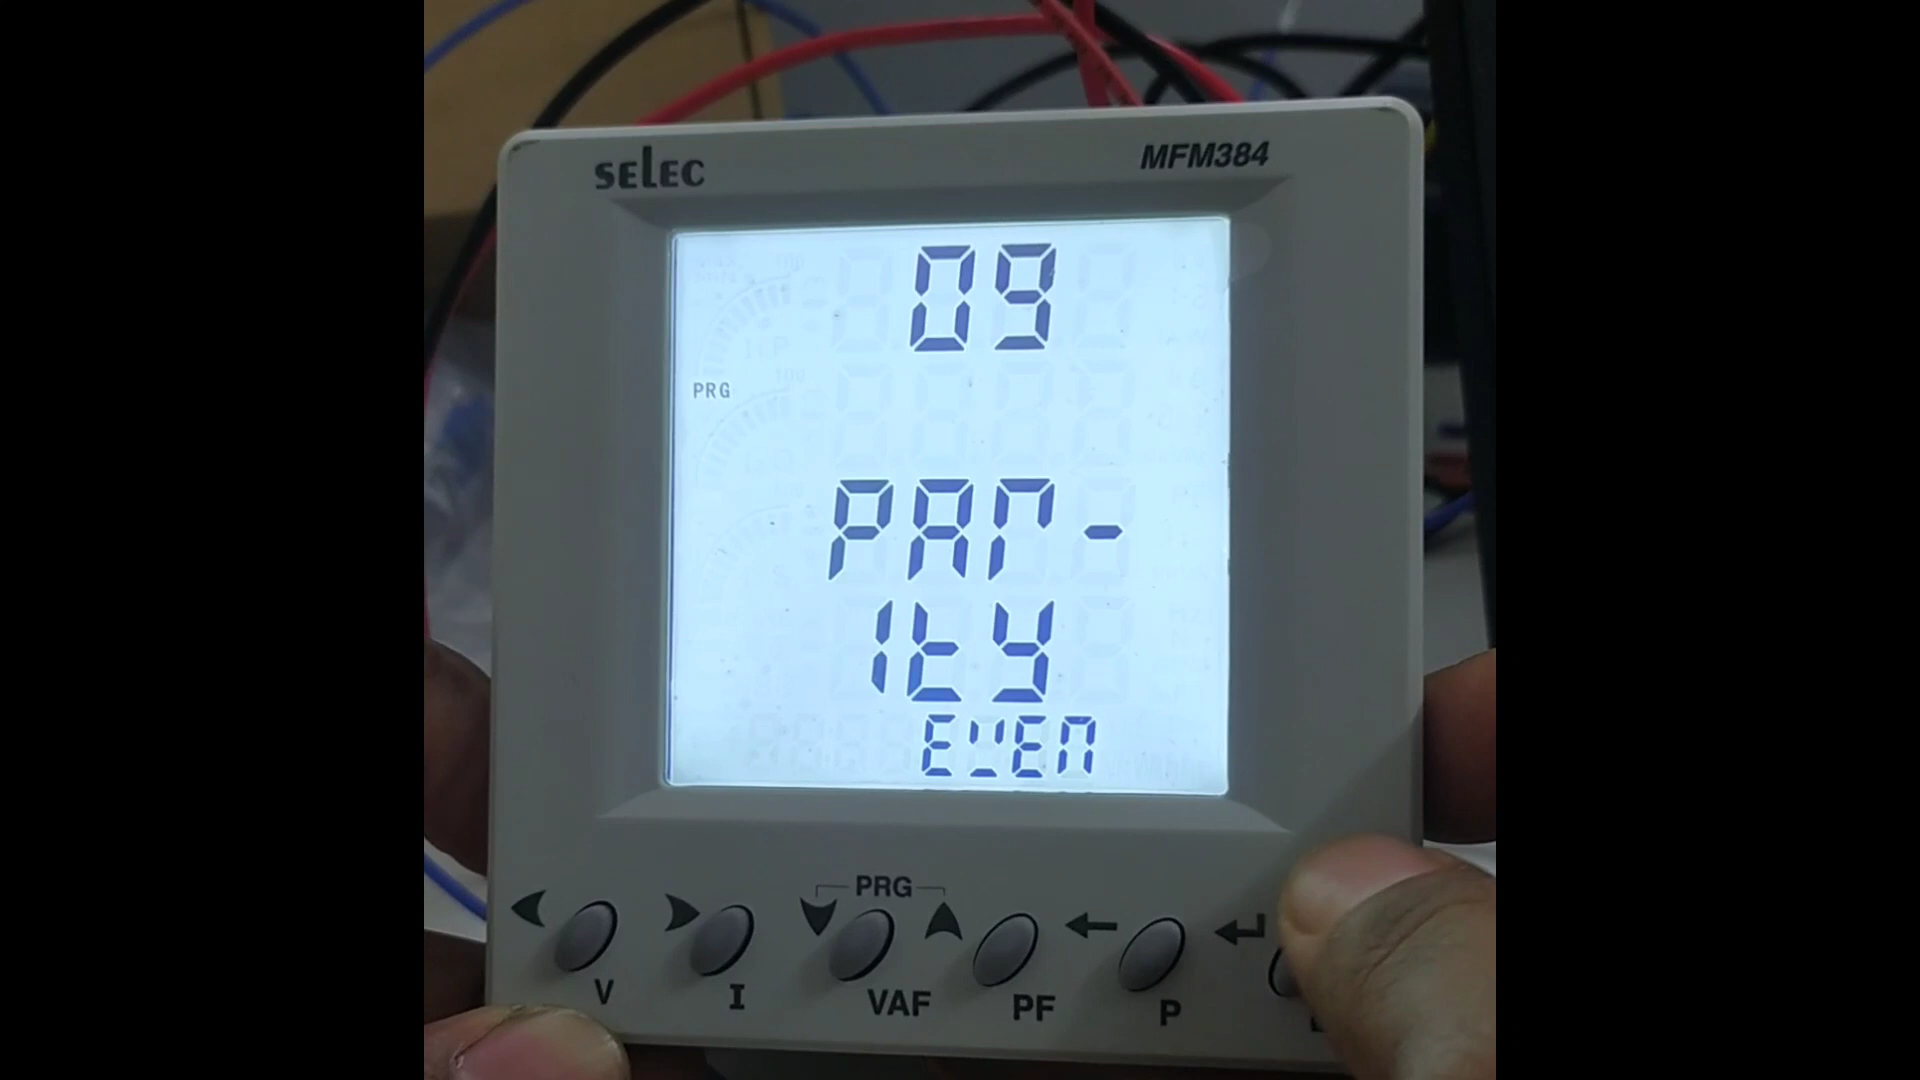 SELEC MFM384
09
PRG
PAr-
Ity
EvEn
PRG
V I VAF PF P